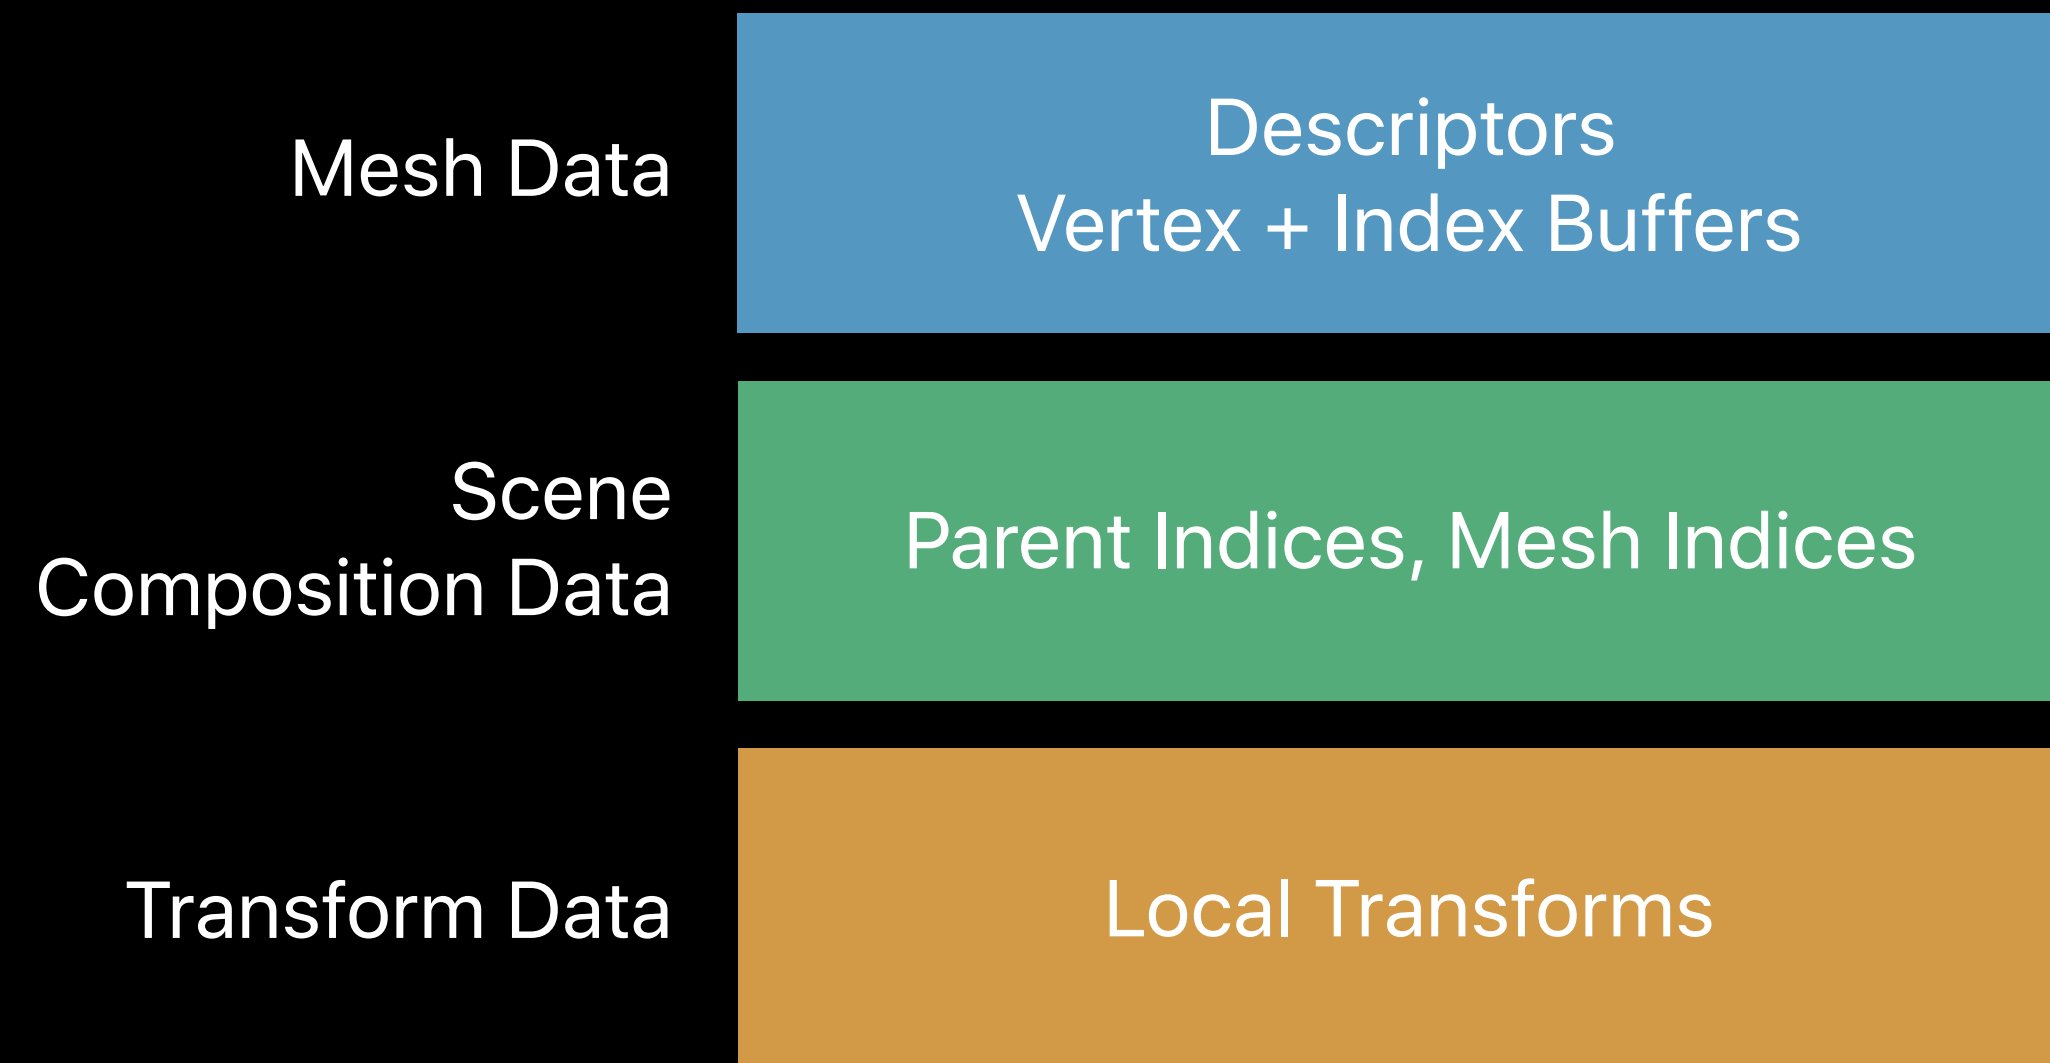 Mesh Data
Descriptors
Vertex + Index Buffers
Scene
Composition Data
Parent Indices, Mesh Indices
Transform Data
Local Transforms